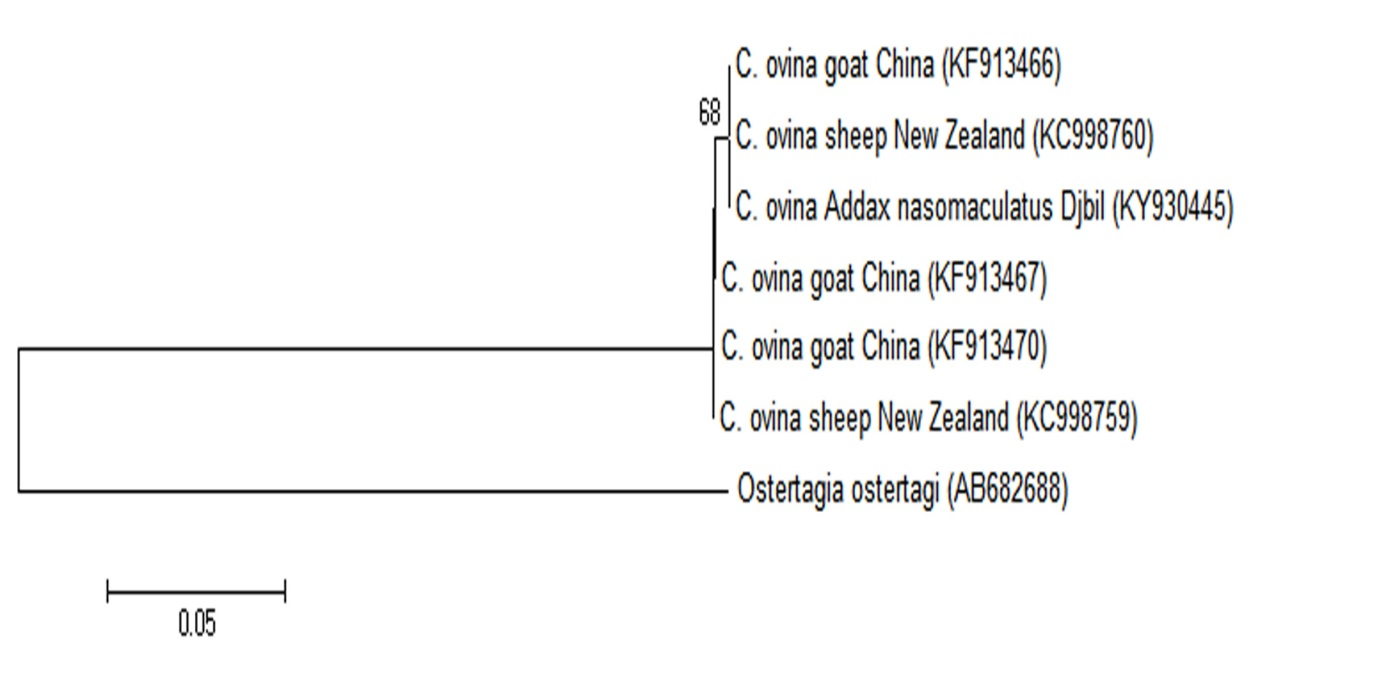 C. ovina goat China (KF913466)
68
C. ovina sheep New Zealand (KC998760)
C. ovina Addax nasomaculatus Djbil (KY930445)
C. ovina goat China (KF913467)
C. ovina goat China (KF913470)
C. ovina sheep New Zealand (KC998759)
Ostertagia ostertagi (AB682688)
0.05